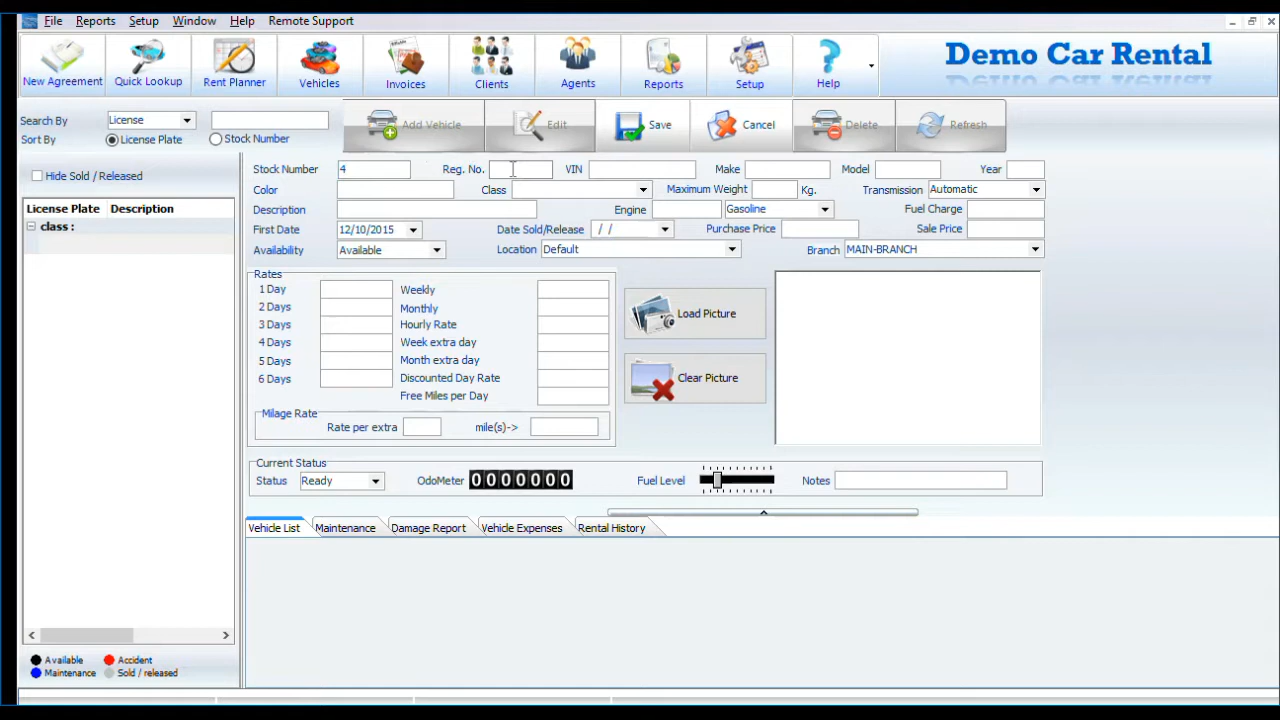 File Reports Setup Window Help Remote Support
New Agreement Quick Lookup Rent Planner Vehicles Invoices Clients Agents Reports Setup Help
Demo Car Rental
Search By License
Sort By License Plate Stock Number
Add Vehicle Edit Save Cancel Delete Refresh
Hide Sold / Released
License Plate Description
class :
Stock Number 4 Reg. No. VIN Make Model Year
Color Class Maximum Weight Kg. Transmission Automatic
Description Engine Gasoline Fuel Charge
First Date 12/10/2015 Date Sold/Release / / Purchase Price Sale Price
Availability Available Location Default Branch MAIN-BRANCH
Rates
1 Day Weekly
2 Days Monthly
3 Days Hourly Rate
4 Days Week extra day
5 Days Month extra day
6 Days Discounted Day Rate
Free Miles per Day
Milage Rate
Rate per extra mile(s)->
Load Picture
Clear Picture
Current Status
Status Ready OdoMeter 0000000 Fuel Level Notes
Vehicle List Maintenance Damage Report Vehicle Expenses Rental History
Available Accident
Maintenance Sold / released